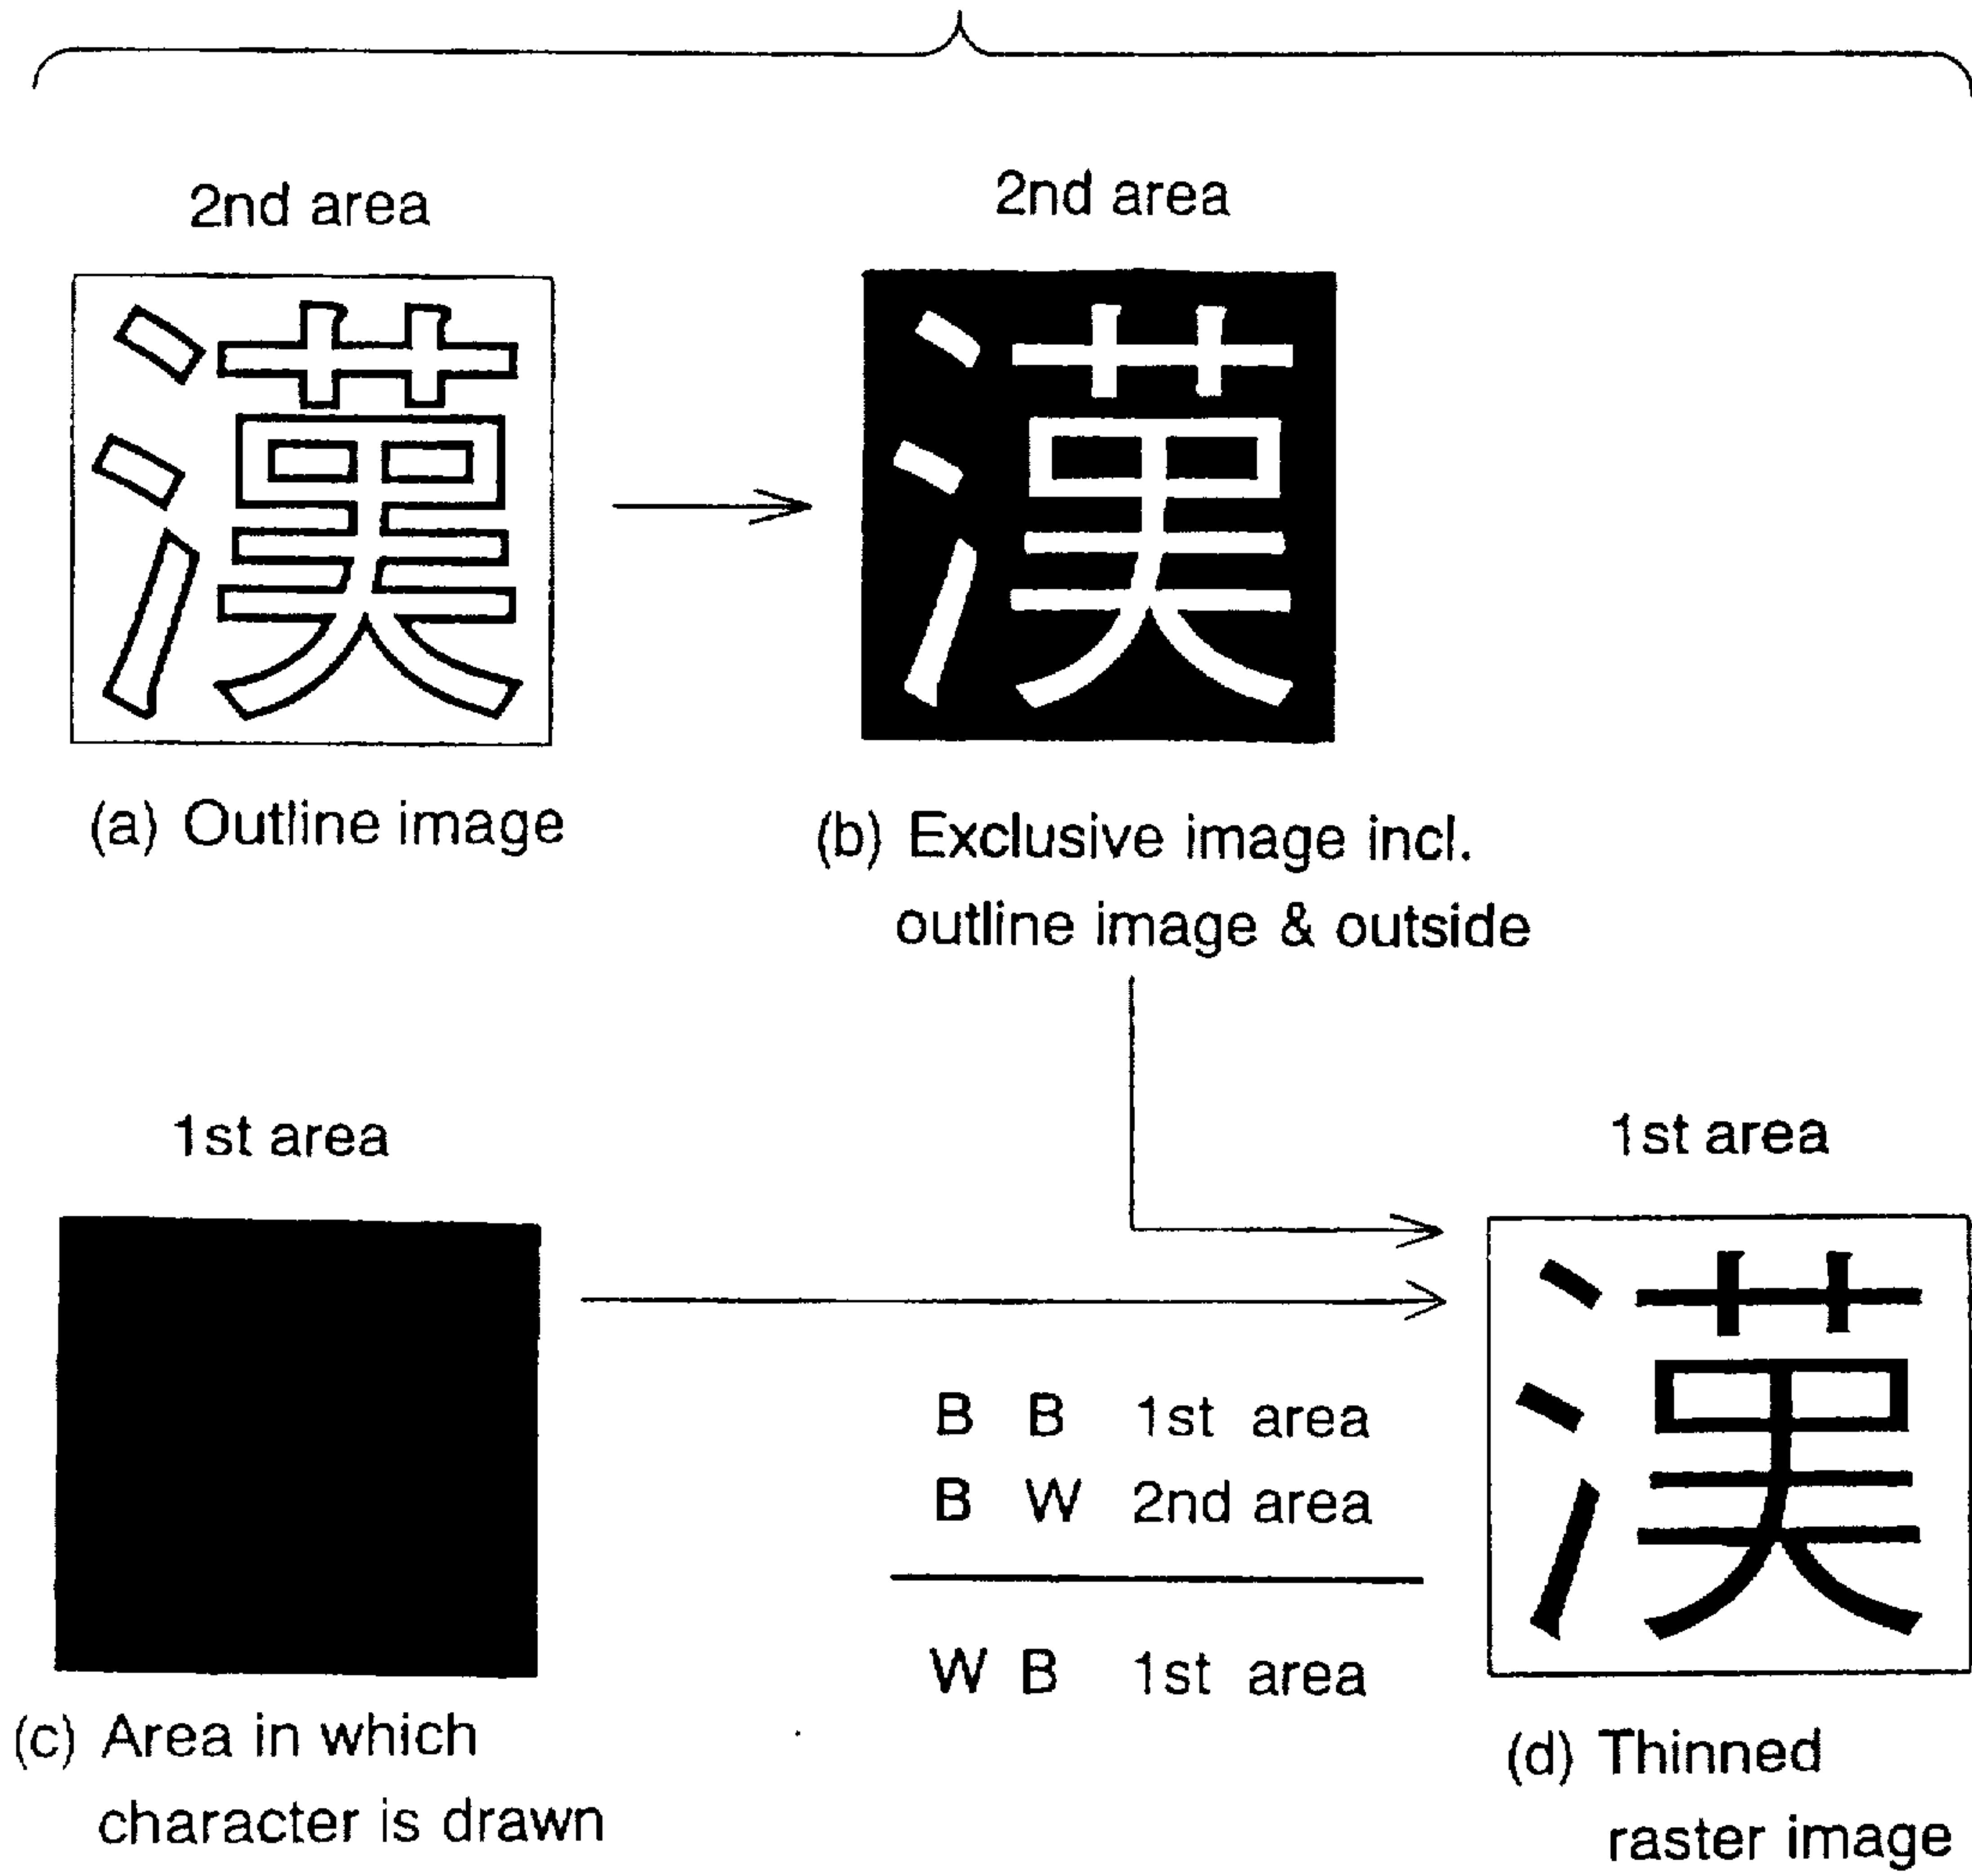 2nd area
2nd area
漢
漢
(a) Outline image
(b) Exclusive image incl.
outline image & outside
1st area
1st area
漢
B B 1st area
B W 2nd area
W B 1st area
(c) Area in which
character is drawn
(d) Thinned
raster image